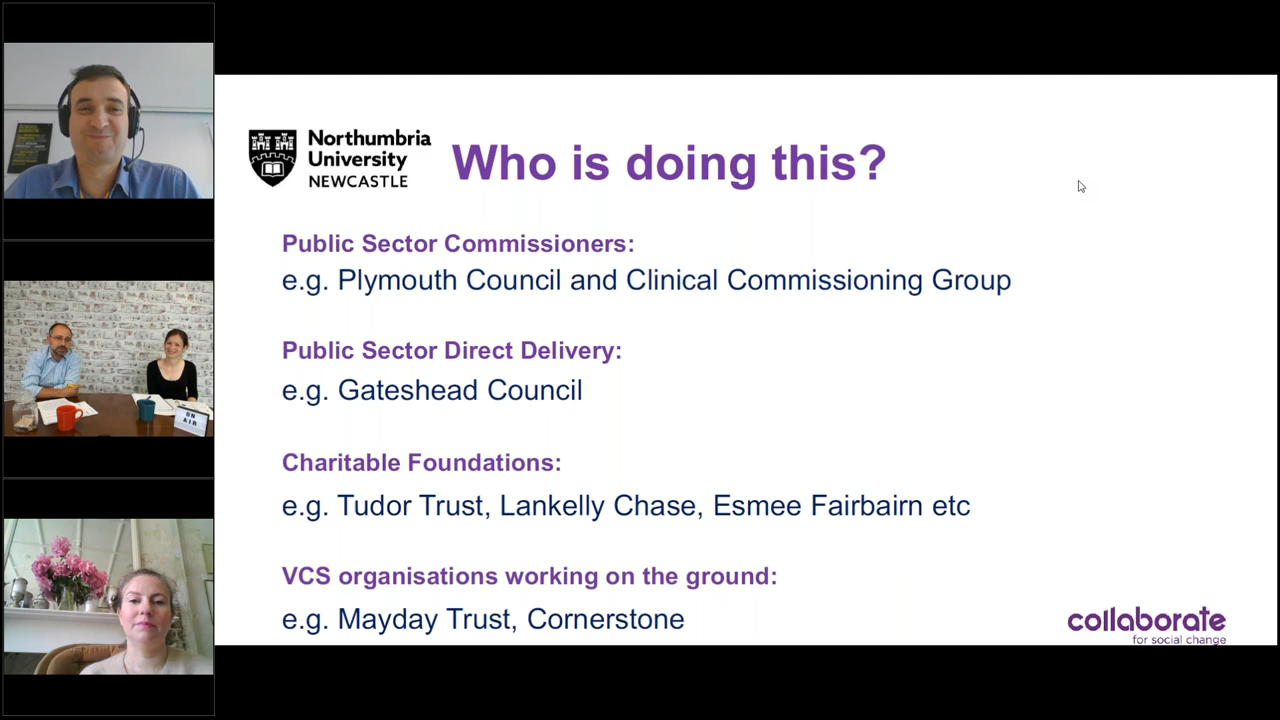 Northumbria
University
NEWCASTLE
Who is doing this?
Public Sector Commissioners:
e.g. Plymouth Council and Clinical Commissioning Group
Public Sector Direct Delivery:
e.g. Gateshead Council
Charitable Foundations:
e.g. Tudor Trust, Lankelly Chase, Esmee Fairbairn etc
VCS organisations working on the ground:
e.g. Mayday Trust, Cornerstone
collaborate
for social change
ON
AIR